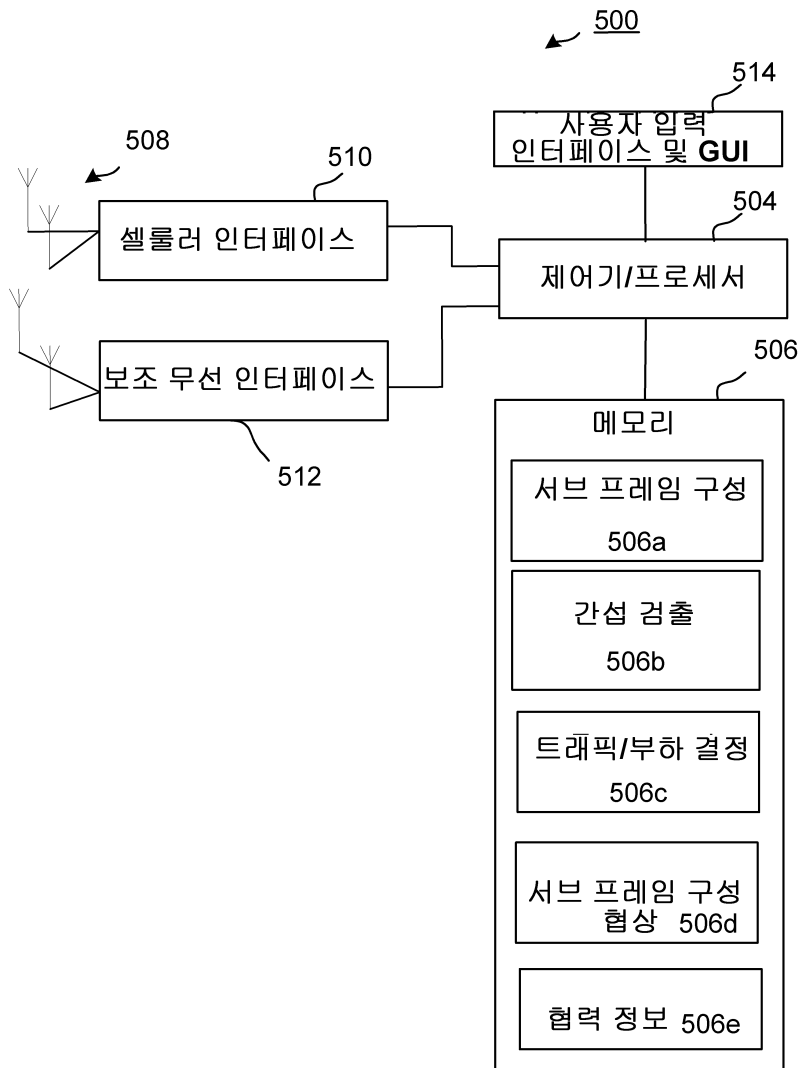 500
514
사용자 입력
인터페이스 및 GUI
508
510
504
셀룰러 인터페이스
제어기/프로세서
보조 무선 인터페이스
512
506
메모리
서브 프레임 구성
506a
간섭 검출
506b
트래픽/부하 결정
506c
서브 프레임 구성
협상 506d
협력 정보 506e